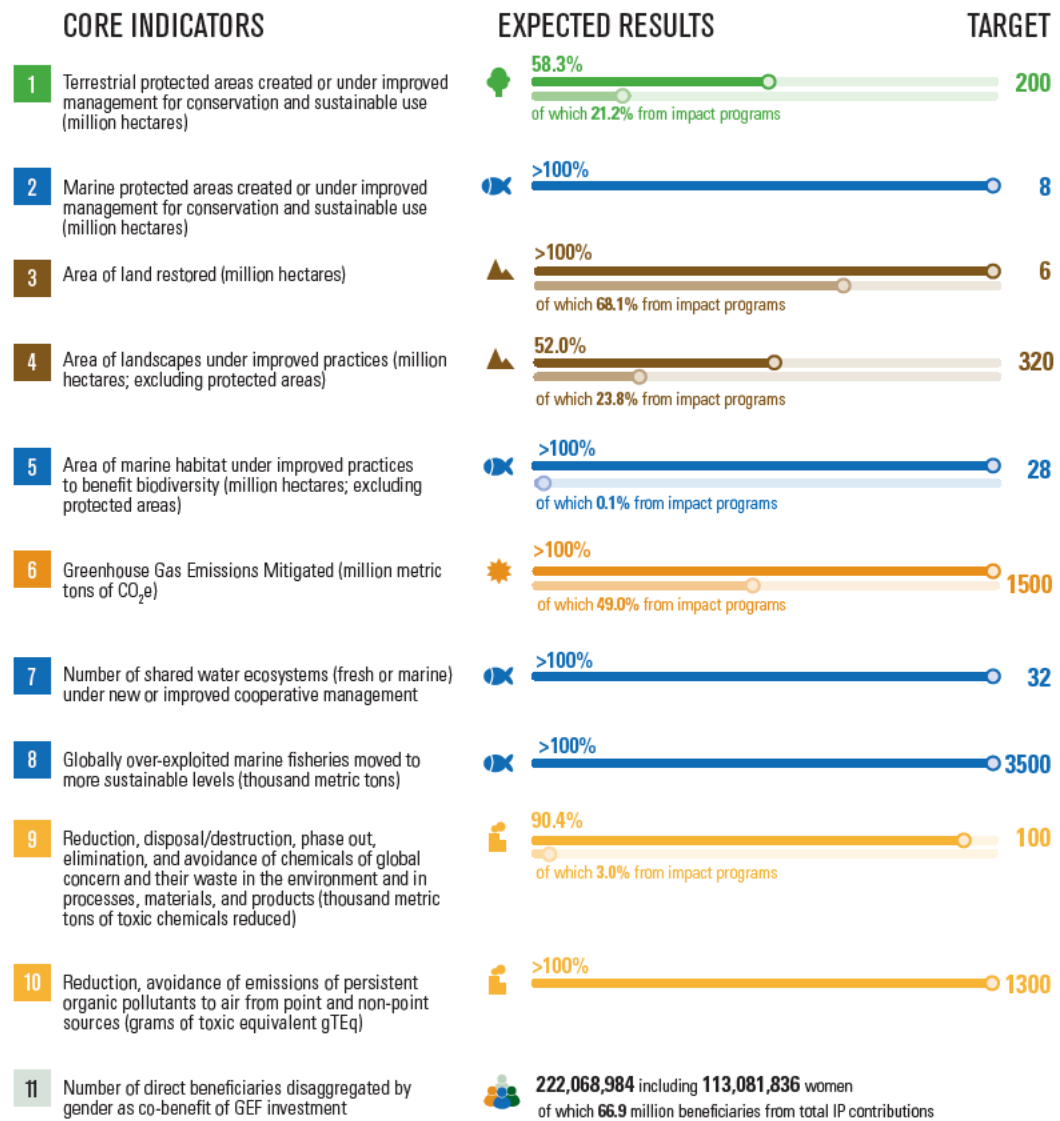 CORE INDICATORS EXPECTED RESULTS TARGET
1 Terrestrial protected areas created or under improved
management for conservation and sustainable use
(million hectares)
58.3%
200
of which 21.2% from impact programs
2 Marine protected areas created or under improved
management for conservation and sustainable use
(million hectares)
>100%
8
3 Area of land restored (million hectares)
>100%
6
of which 68.1% from impact programs
4 Area of landscapes under improved practices (million
hectares; excluding protected areas)
52.0%
320
of which 23.8% from impact programs
5 Area of marine habitat under improved practices
to benefit biodiversity (million hectares; excluding
protected areas)
>100%
28
of which 0.1% from impact programs
6 Greenhouse Gas Emissions Mitigated (million metric
tons of CO₂e)
>100%
1500
of which 49.0% from impact programs
7 Number of shared water ecosystems (fresh or marine)
under new or improved cooperative management
>100%
32
8 Globally over-exploited marine fisheries moved to
more sustainable levels (thousand metric tons)
>100%
3500
9 Reduction, disposal/destruction, phase out,
elimination, and avoidance of chemicals of global
concern and their waste in the environment and in
processes, materials, and products (thousand metric
tons of toxic chemicals reduced)
90.4%
100
of which 3.0% from impact programs
10 Reduction, avoidance of emissions of persistent
organic pollutants to air from point and non-point
sources (grams of toxic equivalent gTEq)
>100%
1300
11 Number of direct beneficiaries disaggregated by
gender as co-benefit of GEF investment
222,068,984 including 113,081,836 women
of which 66.9 million beneficiaries from total IP contributions